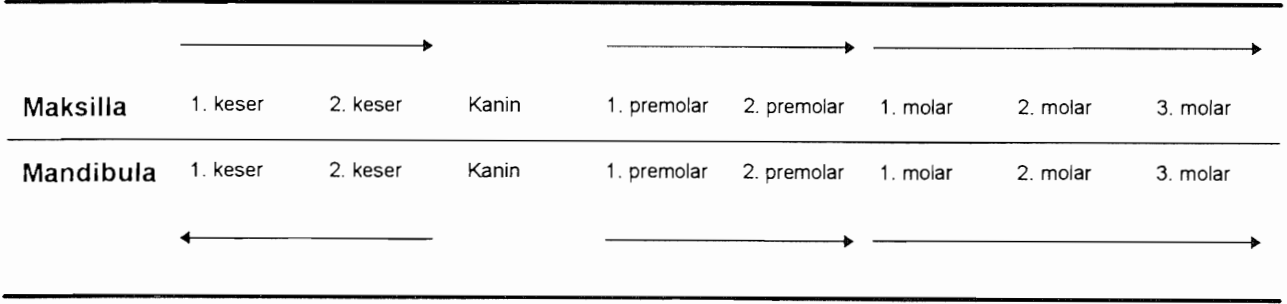 Maksilla 1. keser 2. keser Kanin 1. premolar 2. premolar 1. molar 2. molar 3. molar
Mandibula 1. keser 2. keser Kanin 1. premolar 2. premolar 1. molar 2. molar 3. molar